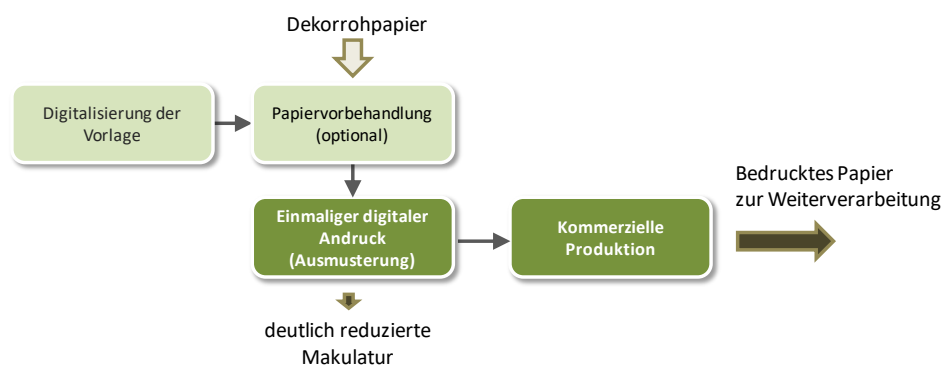 Dekorrohpapier
Digitalisierung der
Vorlage
Papiervorbehandlung
(optional)
Einmaliger digitaler
Andruck
(Ausmusterung)
Kommerzielle
Produktion
Bedrucktes Papier
zur Weiterverarbeitung
deutlich reduzierte
Makulatur